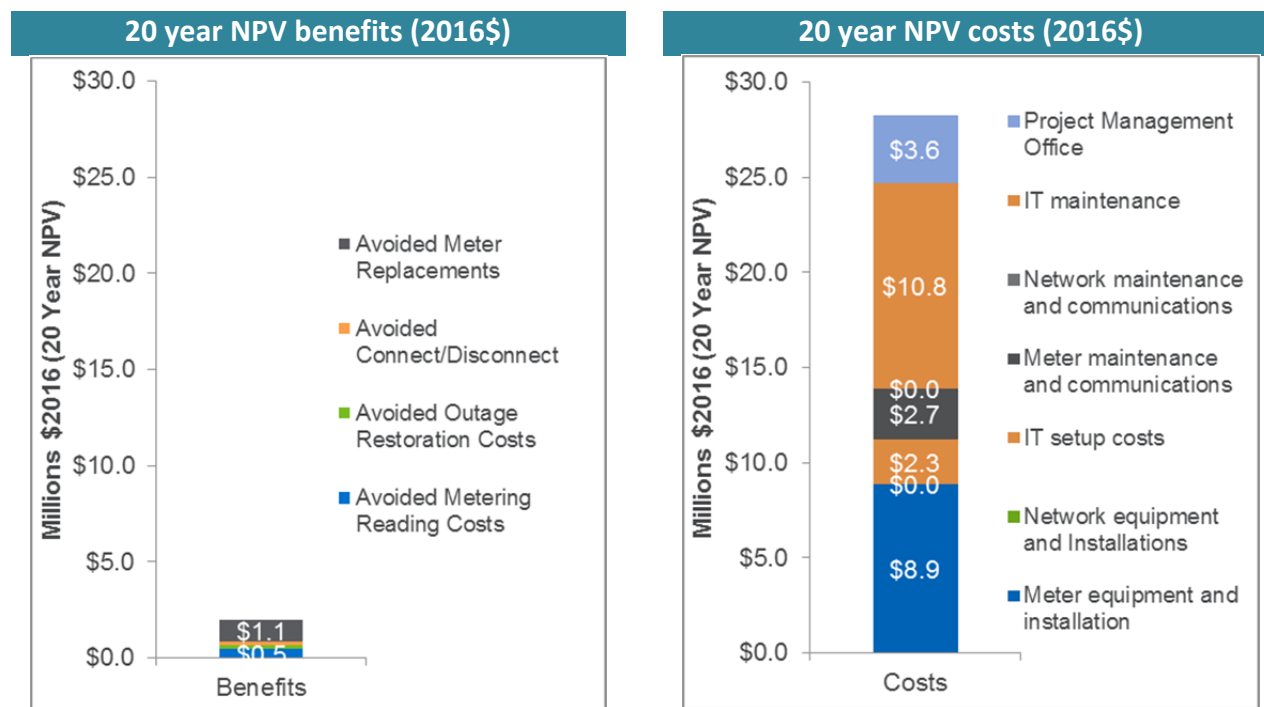 20 year NPV benefits (2016$)
Millions $2016 (20 Year NPV)
$30.0
$25.0
$20.0
$15.0
$10.0
$5.0
$0.0
$1.1
$0.5
Benefits
Avoided Meter
Replacements
Avoided
Connect/Disconnect
Avoided Outage
Restoration Costs
Avoided Metering
Reading Costs
20 year NPV costs (2016$)
Millions $2016 (20 Year NPV)
$30.0
$25.0
$20.0
$15.0
$10.0
$5.0
$0.0
$3.6
$10.8
$0.0
$2.7
$2.3
$0.0
$8.9
Costs
Project Management
Office
IT maintenance
Network maintenance
and communications
Meter maintenance
and communications
IT setup costs
Network equipment
and Installations
Meter equipment and
installation